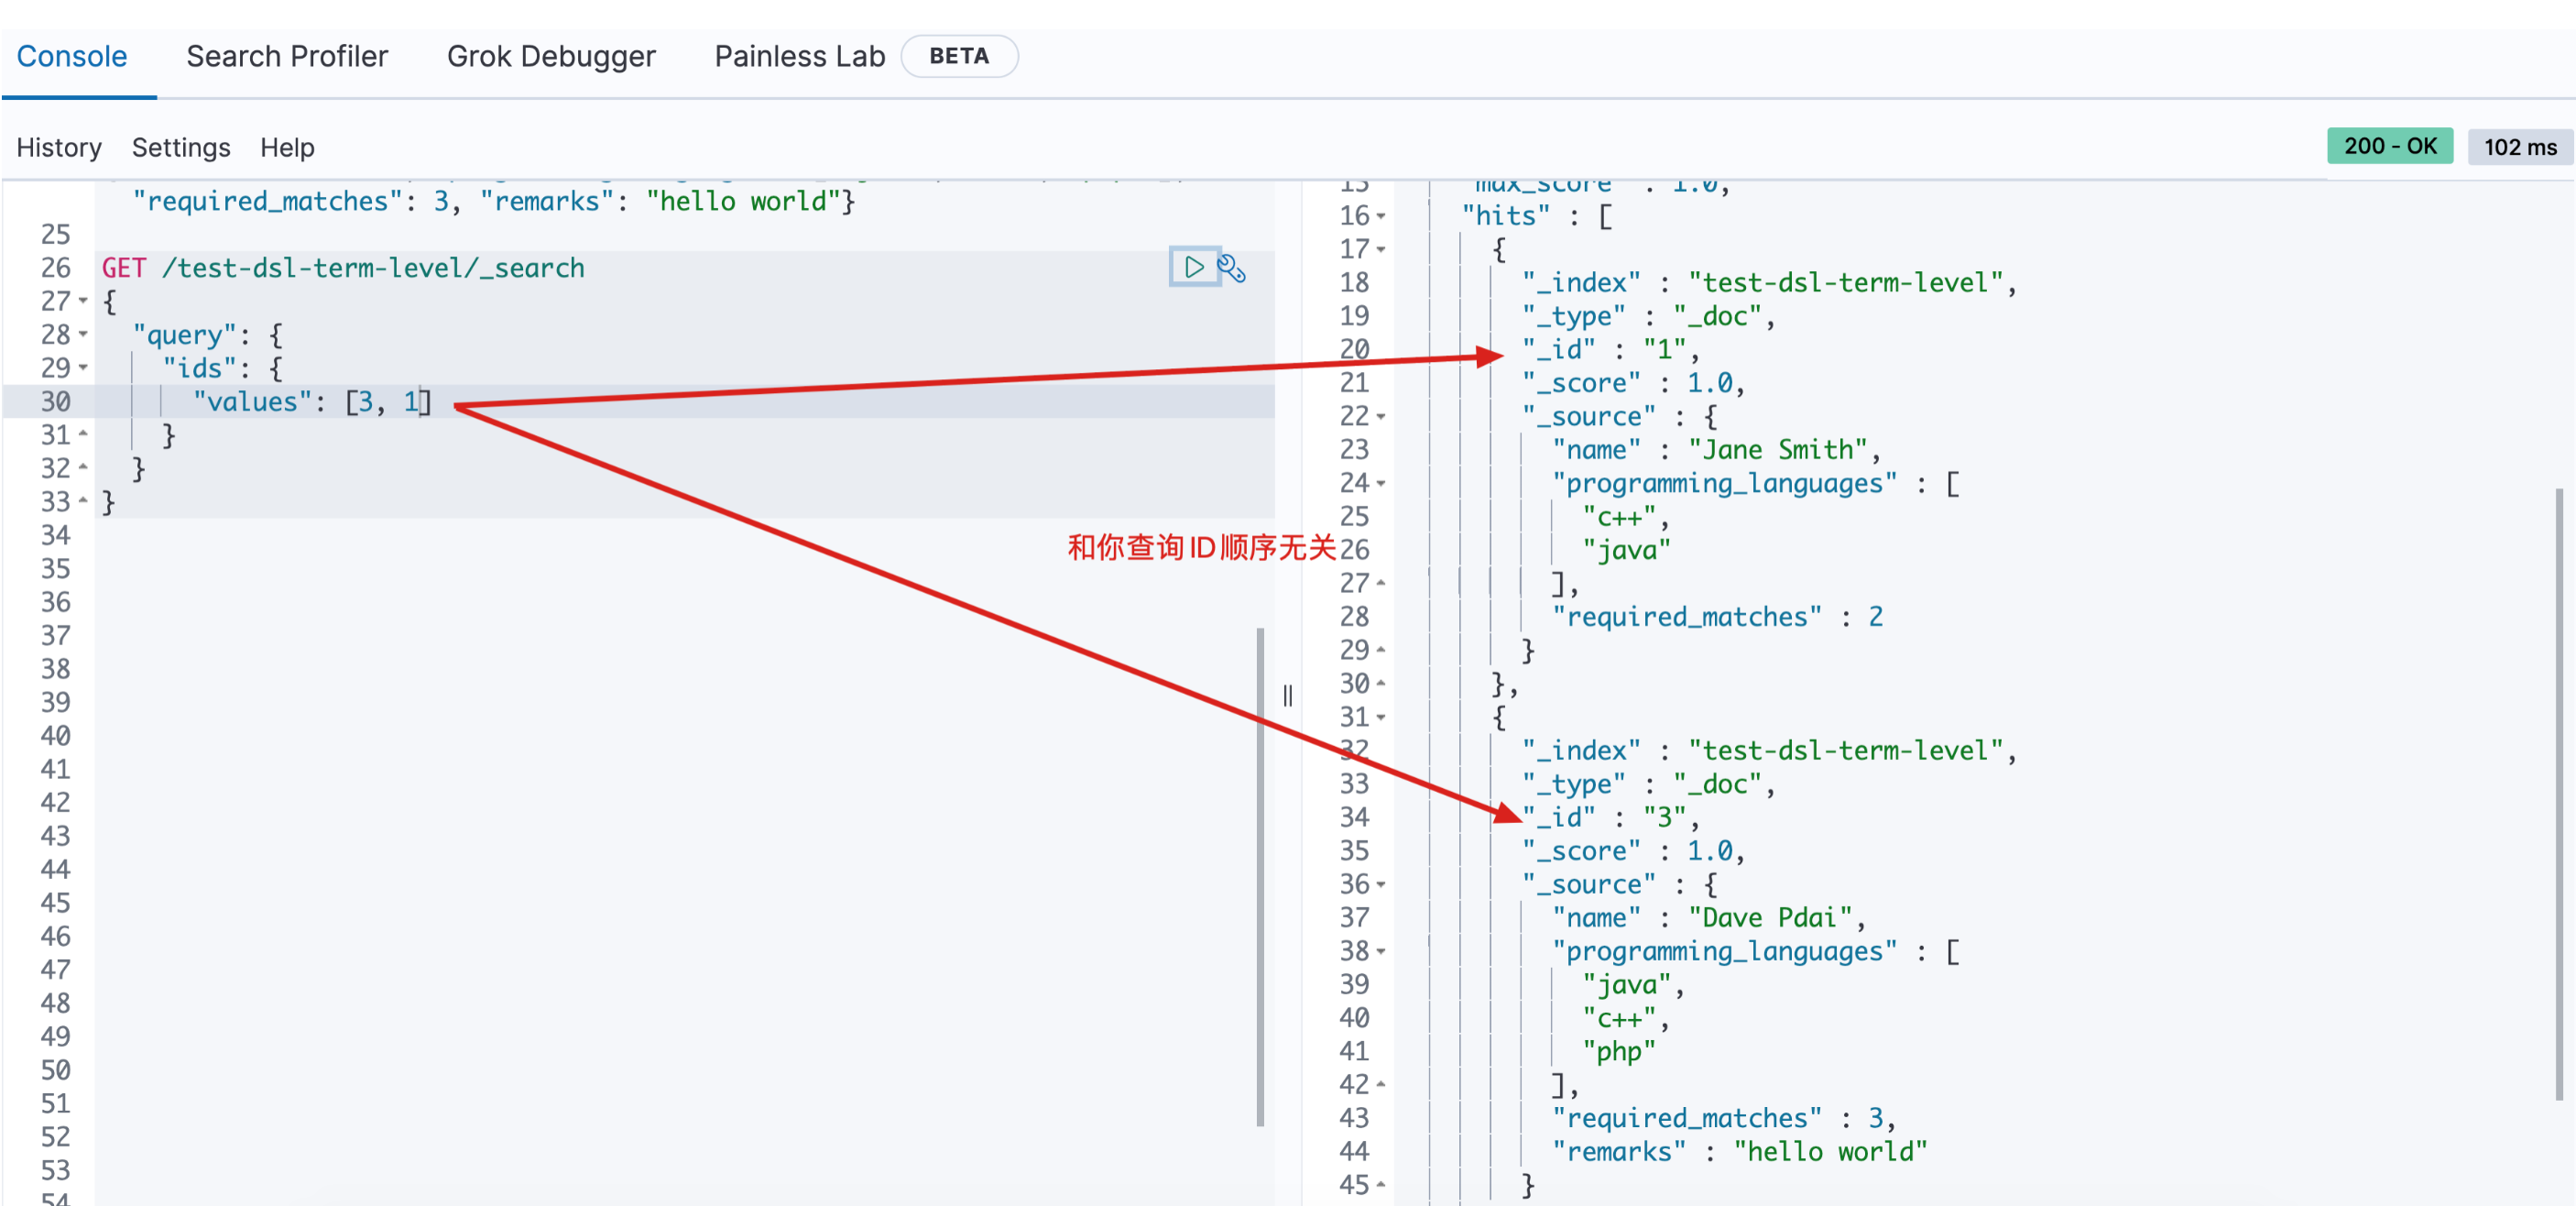 Console Search Profiler Grok Debugger Painless Lab BETA
History Settings Help 200 - OK 102 ms
"required_matches": 3, "remarks": "hello world"}
25
26 GET /test-dsl-term-level/_search
27 {
28 "query": {
29 "ids": {
30 "values": [3, 1]
31 }
32 }
33 }
34
35
36
37
38
39
40
41
42
43
44
45
46
47
48
49
50
51
52
53
54
和你查询ID顺序无关
15 "max_score" : 1.0,
16 "hits" : [
17 {
18 "_index" : "test-dsl-term-level",
19 "_type" : "_doc",
20 "_id" : "1",
21 "_score" : 1.0,
22 "_source" : {
23 "name" : "Jane Smith",
24 "programming_languages" : [
25 "c++",
26 "java"
27 ],
28 "required_matches" : 2
29 }
30 },
31 {
32 "_index" : "test-dsl-term-level",
33 "_type" : "_doc",
34 "_id" : "3",
35 "_score" : 1.0,
36 "_source" : {
37 "name" : "Dave Pdai",
38 "programming_languages" : [
39 "java",
40 "c++",
41 "php"
42 ],
43 "required_matches" : 3,
44 "remarks" : "hello world"
45 }